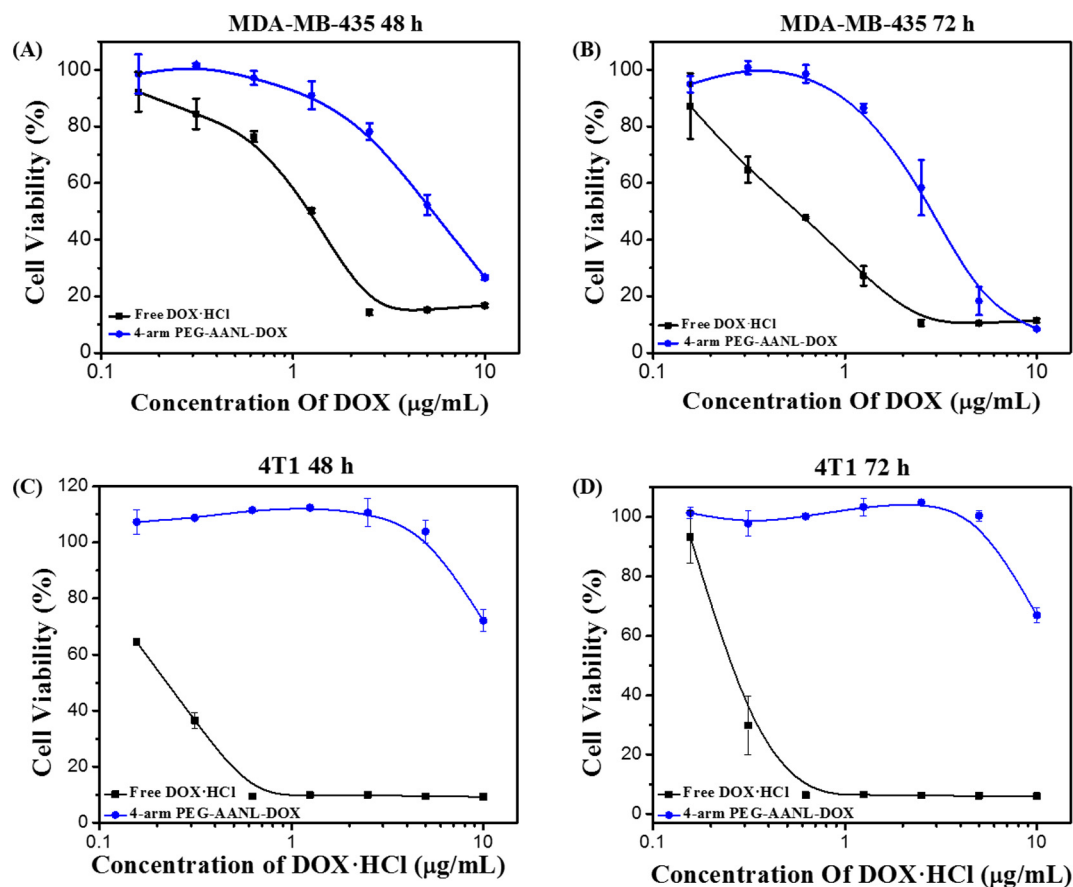 MDA-MB-435 48 h
(A)
100
80
60
40
20
0
Cell Viability (%)
Free DOX·HCl
4-arm PEG-AANL-DOX
0.1
1
10
Concentration Of DOX (μg/mL)
MDA-MB-435 72 h
(B)
100
80
60
40
20
0
Cell Viability (%)
Free DOX·HCl
4-arm PEG-AANL-DOX
0.1
1
10
Concentration Of DOX (μg/mL)
4T1 48 h
(C)
120
100
80
60
40
20
0
Cell Viability (%)
Free DOX·HCl
4-arm PEG-AANL-DOX
0.1
1
10
Concentration of DOX·HCl (μg/mL)
4T1 72 h
(D)
100
80
60
40
20
0
Cell Viability (%)
Free DOX·HCl
4-arm PEG-AANL-DOX
0.1
1
10
Concentration Of DOX·HCl (μg/mL)